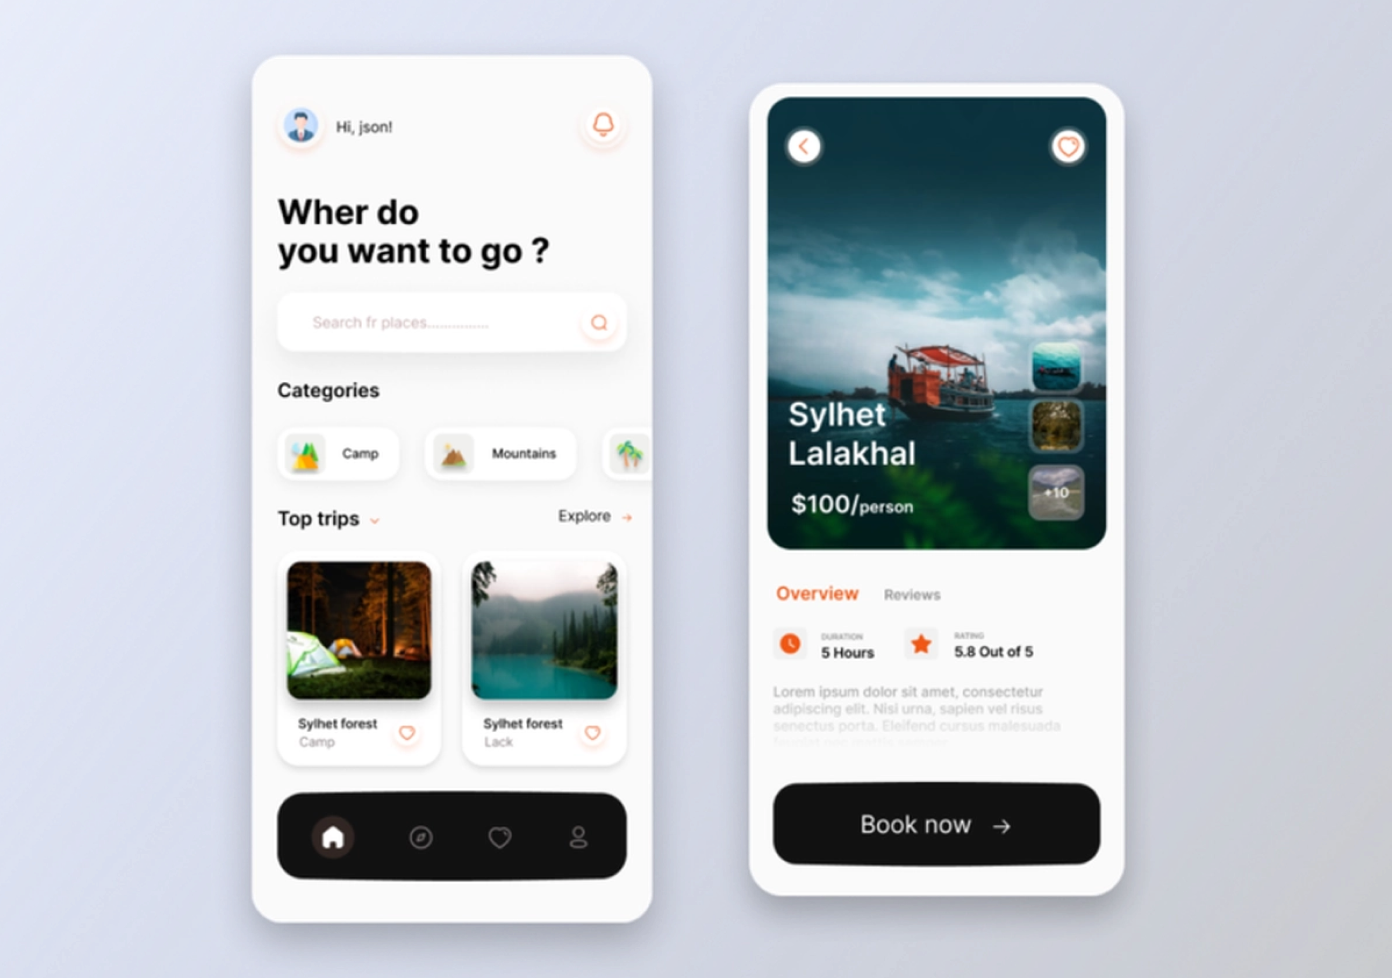 Hi, json!
Wher do
you want to go ?
Search fr places...............
Categories
Camp
Mountains
Top trips
Explore →
Sylhet forest
Camp
Sylhet forest
Lack
Sylhet
Lalakhal
$100/person
+10
Overview
Reviews
DURATION
5 Hours
RATING
5.8 Out of 5
Lorem ipsum dolor sit amet, consectetur
adipiscing elit. Nisi urna, sapien vel risus
senectus porta. Eleifend cursus malesuada
Book now →